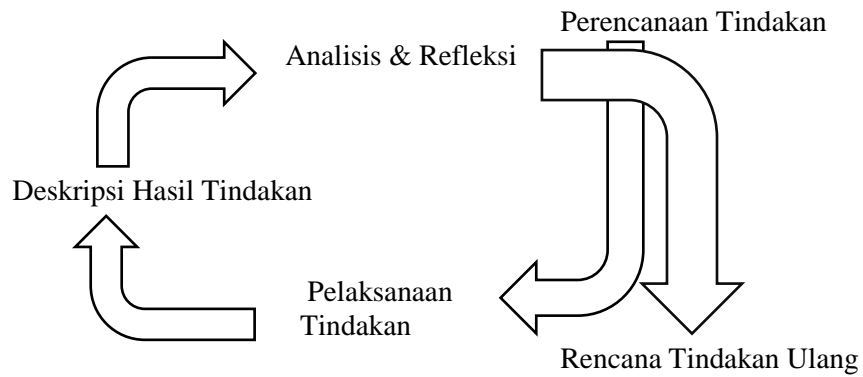 Perencanaan Tindakan
Analisis & Refleksi
Deskripsi Hasil Tindakan
Pelaksanaan
Tindakan
Rencana Tindakan Ulang